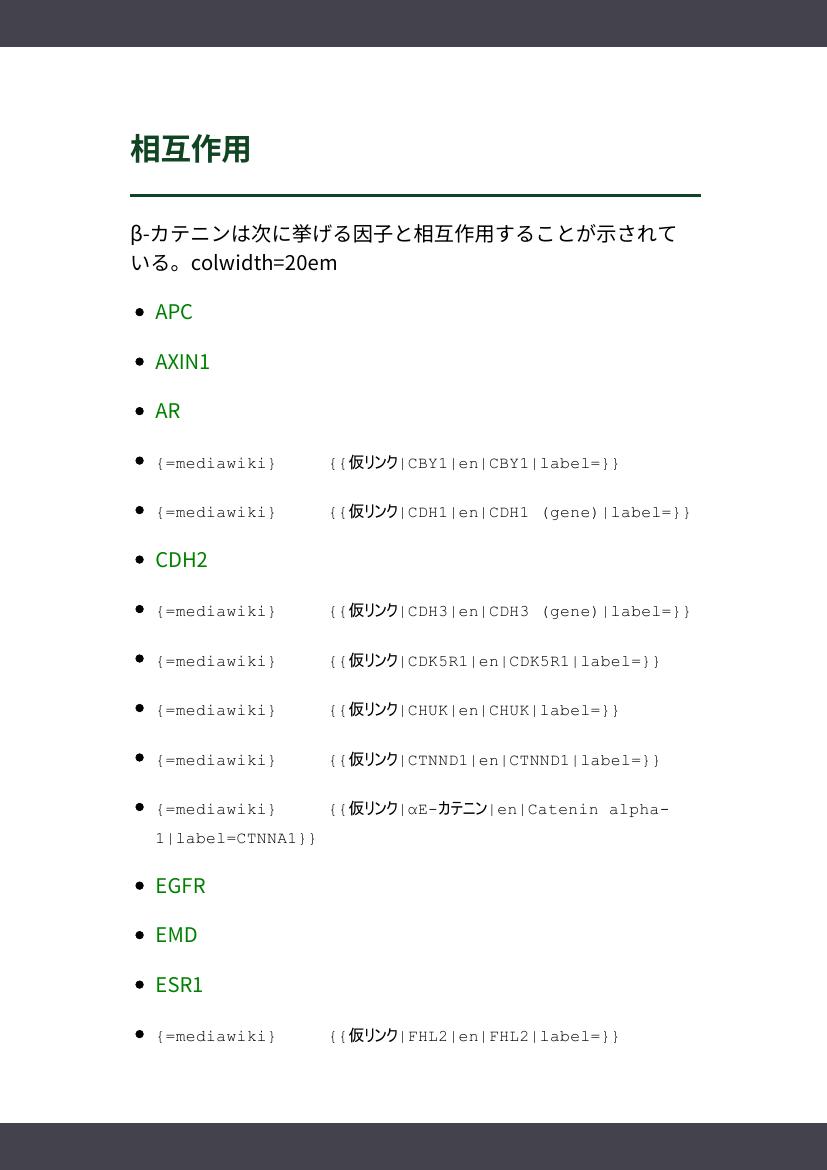 相互作用
β-カテニンは次に挙げる因子と相互作用することが示されて
いる。colwidth=20em
• APC
• AXIN1
• AR
• {=mediawiki} {{仮リンク|CBY1|en|CBY1|label=}}
• {=mediawiki} {{仮リンク|CDH1|en|CDH1 (gene)|label=}}
• CDH2
• {=mediawiki} {{仮リンク|CDH3|en|CDH3 (gene)|label=}}
• {=mediawiki} {{仮リンク|CDK5R1|en|CDK5R1|label=}}
• {=mediawiki} {{仮リンク|CHUK|en|CHUK|label=}}
• {=mediawiki} {{仮リンク|CTNND1|en|CTNND1|label=}}
• {=mediawiki} {{仮リンク|αE-カテニン|en|Catenin alpha-
1|label=CTNNA1}}
• EGFR
• EMD
• ESR1
• {=mediawiki} {{仮リンク|FHL2|en|FHL2|label=}}